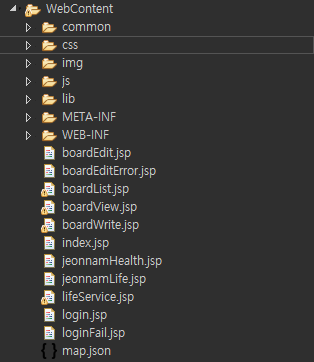 WebContent
common
css
img
js
lib
META-INF
WEB-INF
boardEdit.jsp
boardEditError.jsp
boardList.jsp
boardView.jsp
boardWrite.jsp
index.jsp
jeonnamHealth.jsp
jeonnamLife.jsp
lifeService.jsp
login.jsp
loginFail.jsp
map.json